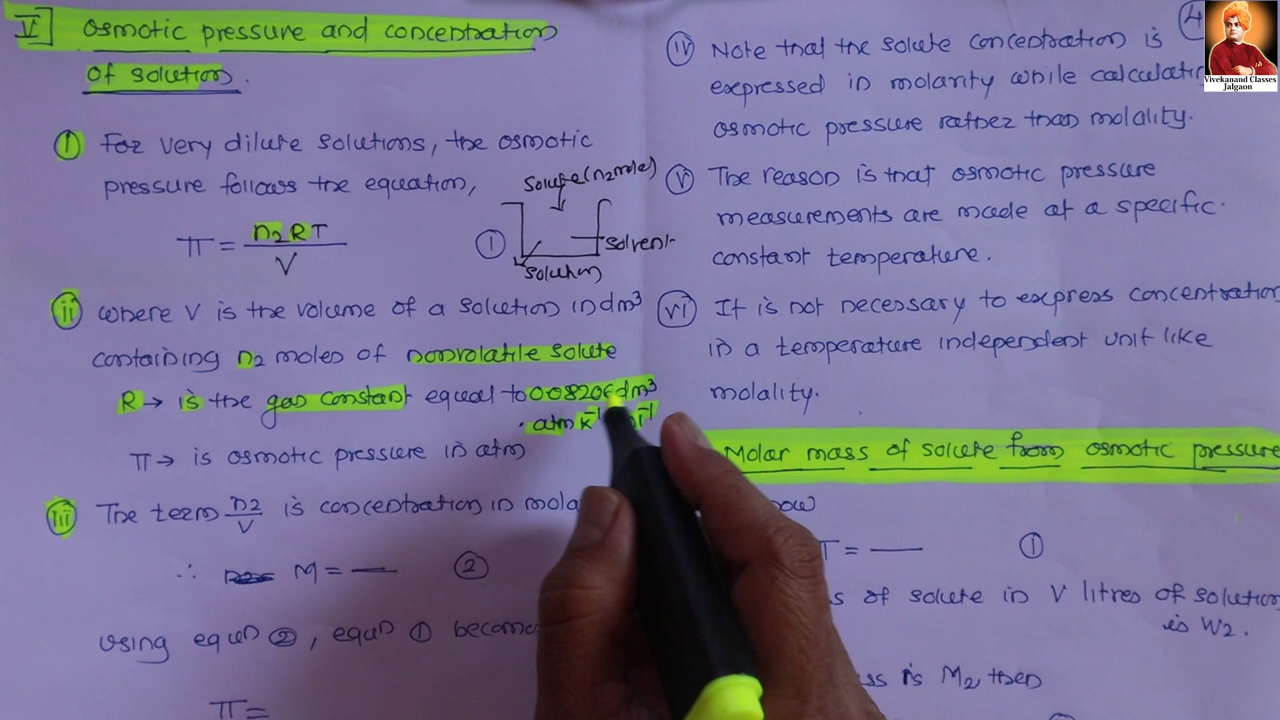 V] Osmotic pressure and concentration
of solution.
i For very dilute solutions, the osmotic
pressure follows the equation,
π = n2RT / V
①
solute(n2 mole)
solvent
solution
ii where V is the volume of a solution in dm³
containing n2 moles of nonvolatile solute
R → is the gas constant equal to 0.08206 dm³
. atm K⁻¹
π → is osmotic pressure in atm
iii The term n2/V is concentration in
∴ M = — ②
using equn ②, equn ①
π =
4
iv Note that the solute concentration is
expressed in molarity while
osmotic pressure rather than molality.
v The reason is that osmotic pressure
measurements are made at a specific.
constant temperature.
vi It is not necessary to express concentration
in a temperature independent unit like
molality.
Molar mass of solute from osmotic pressure
= — ①
of solute in V litres of solution
is W2.
is M2 then
Vivekanand Classes
Jalgaon